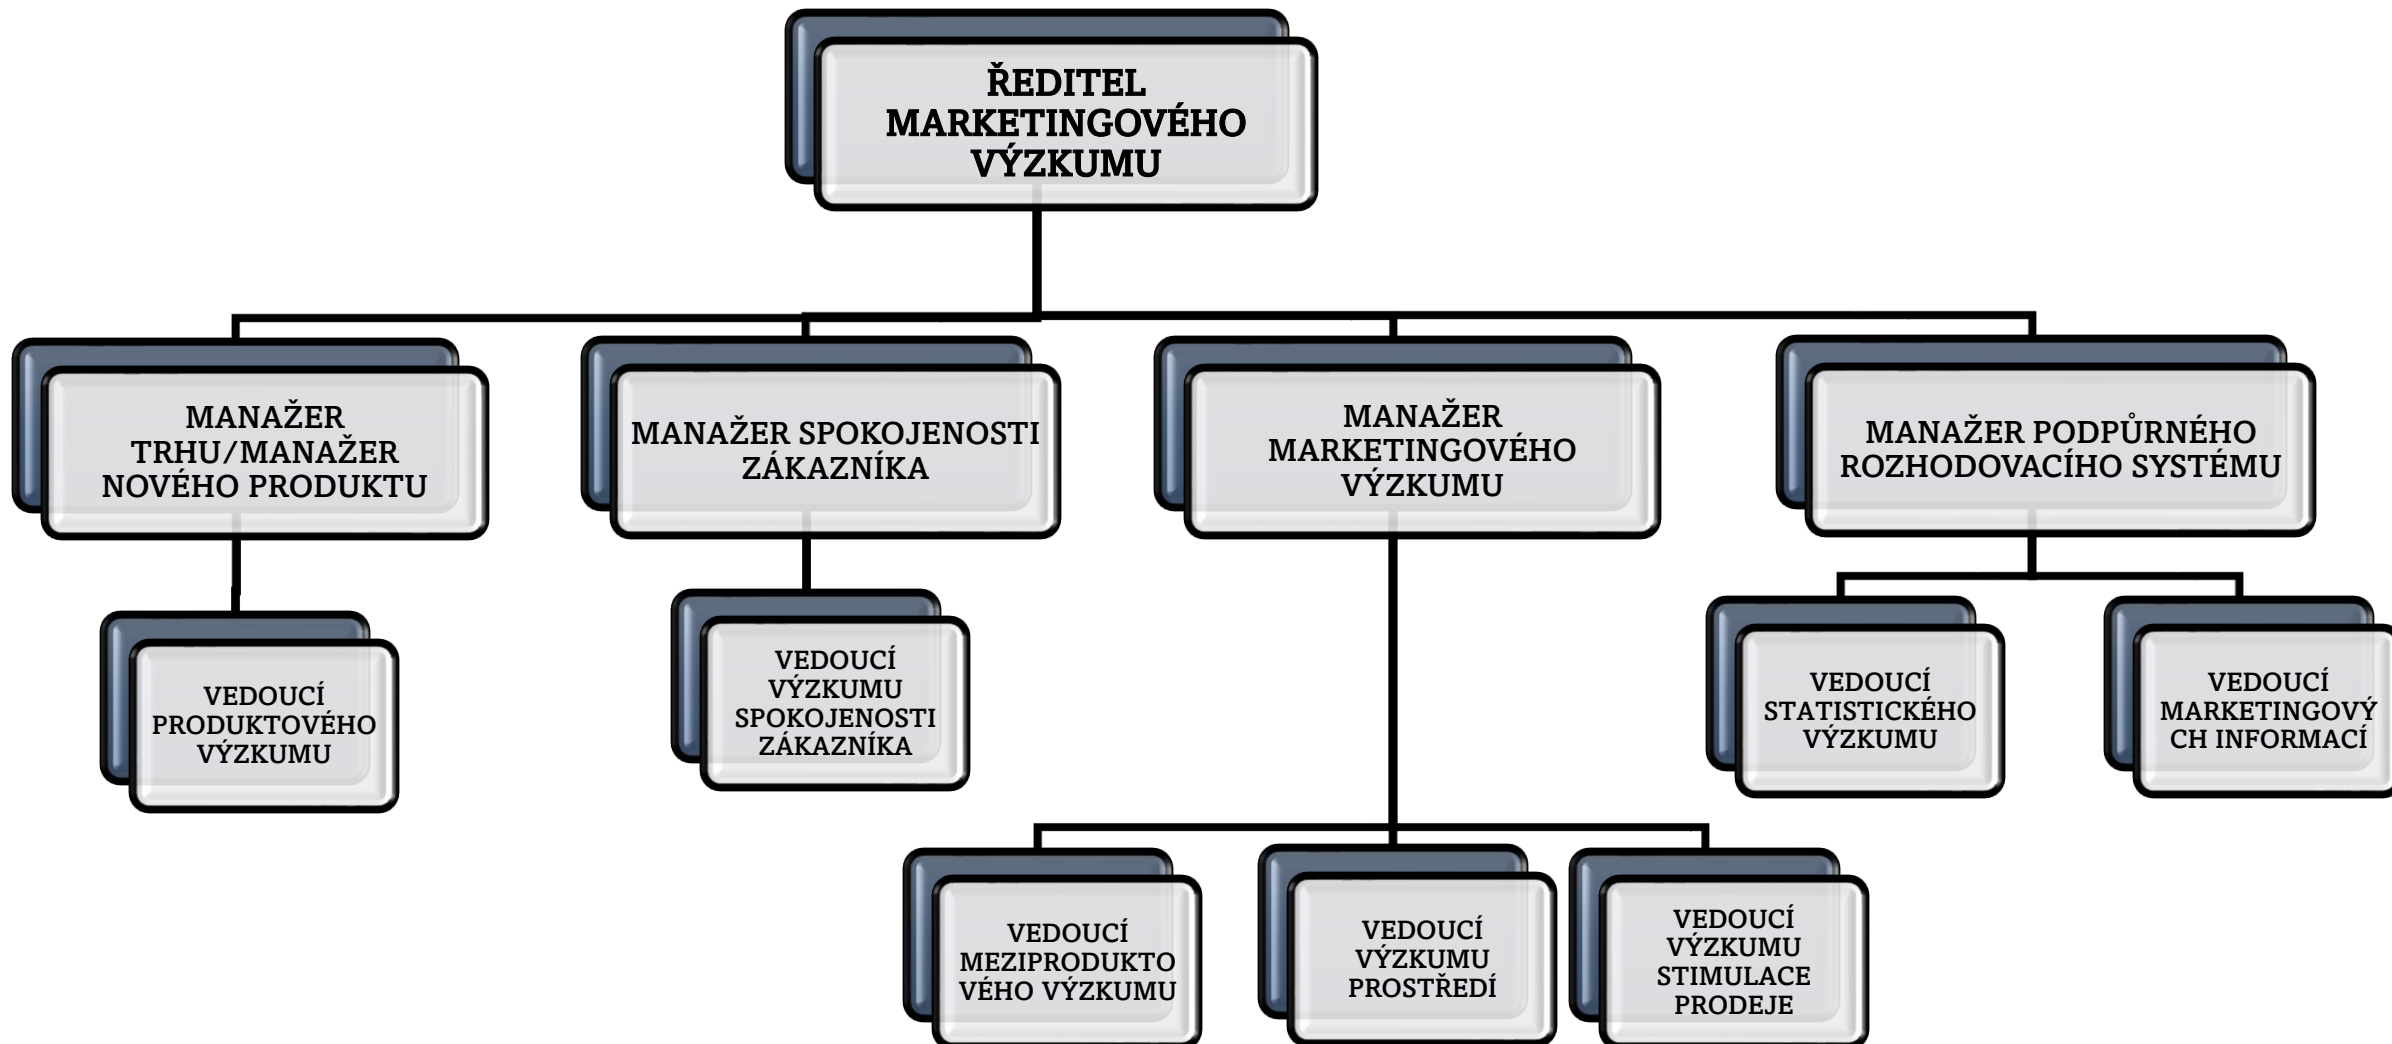 ŘEDITEL
MARKETINGOVÉHO
VÝZKUMU
MANAŽER
TRHU/MANAŽER
NOVÉHO PRODUKTU
MANAŽER SPOKOJENOSTI
ZÁKAZNÍKA
MANAŽER
MARKETINGOVÉHO
VÝZKUMU
MANAŽER PODPŮRNÉHO
ROZHODOVACÍHO SYSTÉMU
VEDOUCÍ
PRODUKTOVÉHO
VÝZKUMU
VEDOUCÍ
VÝZKUMU
SPOKOJENOSTI
ZÁKAZNÍKA
VEDOUCÍ
STATISTICKÉHO
VÝZKUMU
VEDOUCÍ
MARKETINGOVÝ
CH INFORMACÍ
VEDOUCÍ
MEZIPRODUKTO
VÉHO VÝZKUMU
VEDOUCÍ
VÝZKUMU
PROSTŘEDÍ
VEDOUCÍ
VÝZKUMU
STIMULACE
PRODEJE